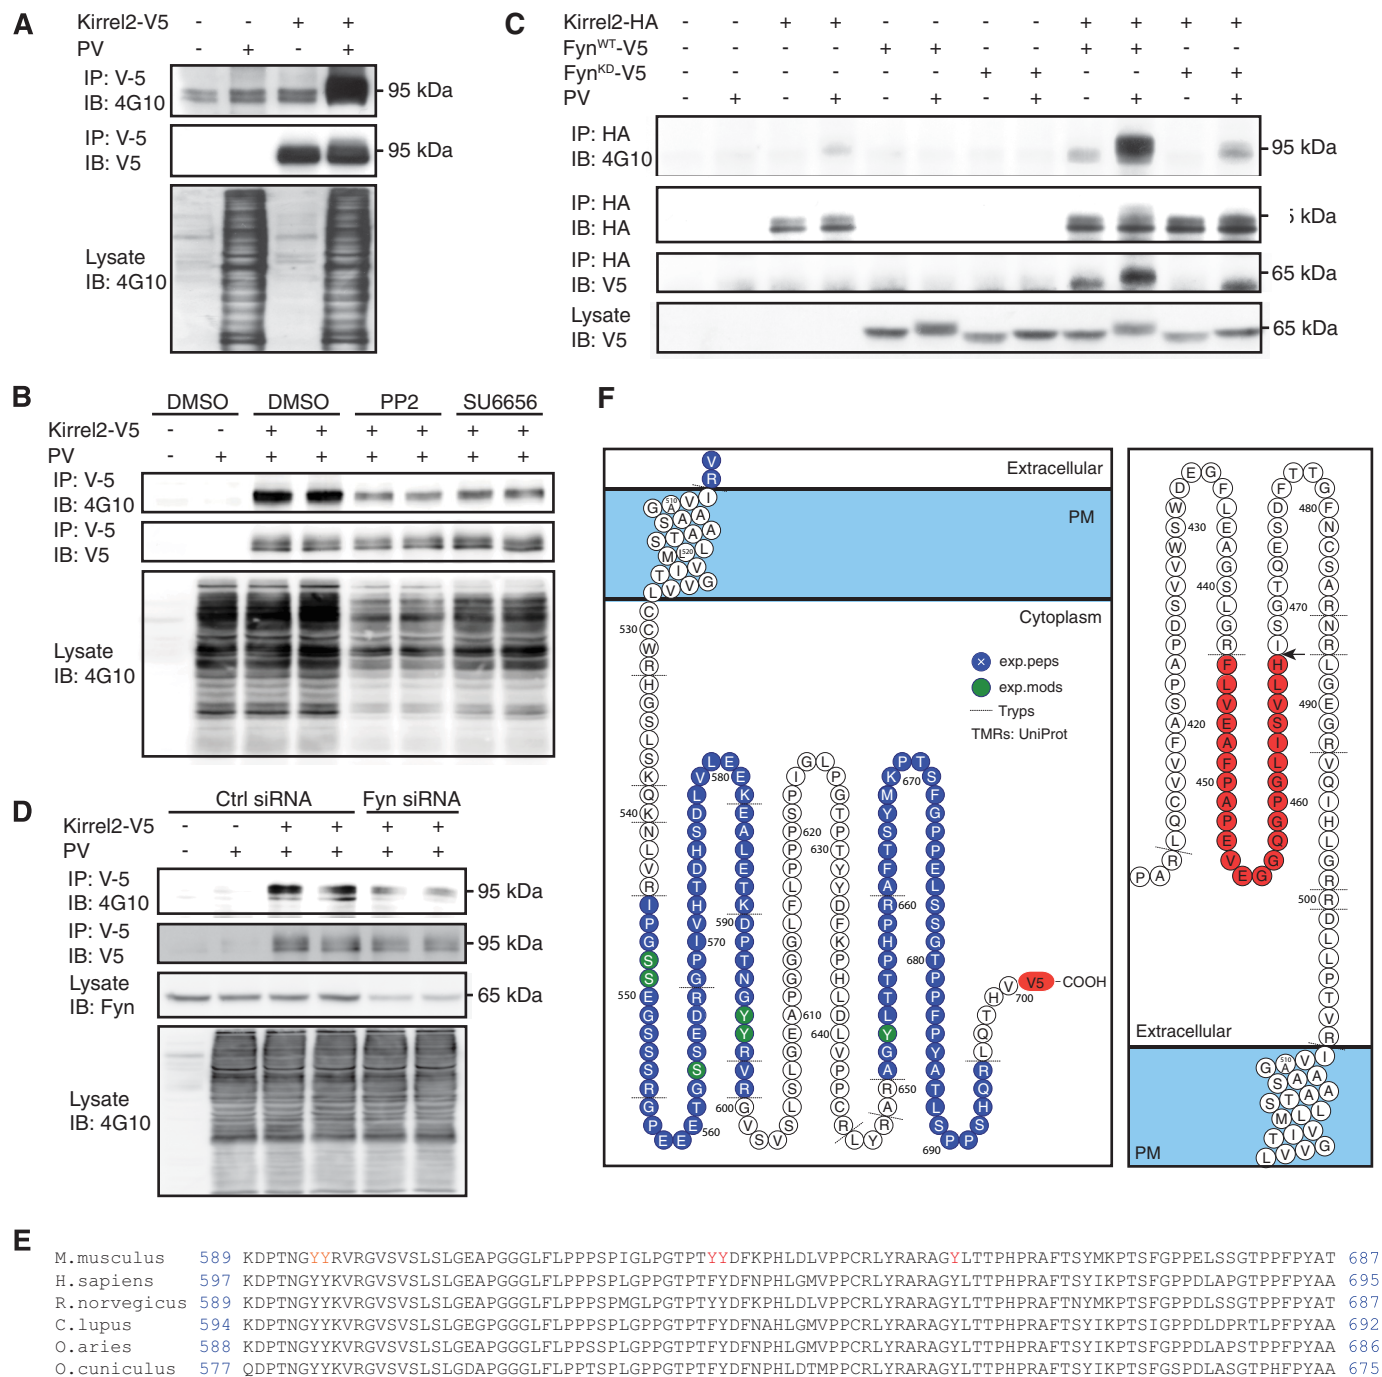 A
Kirrel2-V5 - - + +
PV - + - +
IP: V-5
IB: 4G10
95 kDa
IP: V-5
IB: V5
95 kDa
Lysate
IB: 4G10
B
DMSO DMSO PP2 SU6656
Kirrel2-V5 - - + + + + + +
PV - + + + + + + +
IP: V-5
IB: 4G10
IP: V-5
IB: V5
Lysate
IB: 4G10
C
Kirrel2-HA - - + + - - - - + + + +
FynWT-V5 - - - - + + - - + + - -
FynKD-V5 - - - - - - + + - - + +
PV - + - + - + - + - + - +
IP: HA
IB: 4G10
95 kDa
IP: HA
IB: HA
5 kDa
IP: HA
IB: V5
65 kDa
Lysate
IB: V5
65 kDa
D
Ctrl siRNA Fyn siRNA
Kirrel2-V5 - - + + + +
PV - + + + + +
IP: V-5
IB: 4G10
95 kDa
IP: V-5
IB: V5
95 kDa
Lysate
IB: Fyn
65 kDa
Lysate
IB: 4G10
F
Extracellular
PM
Cytoplasm
exp.peps
exp.mods
Tryps
TMRs: UniProt
V5 -COOH
Extracellular
PM
E
M.musculus 589 KDPTNGYYRVRGVSVSLSLGEAPGGGLFLPPPSPIGLPGTPTYYDFKPHLDLVPPCRLYRARAGYLTTPHPRAFTSYMKPTSFGPPELSSGTPPFPYAT 687
H.sapiens 597 KDPTNGYYKVRGVSVSLSLGEAPGGGLFLPPPSPLGPPGTPTFYDFNPHLGMVPPCRLYRARAGYLTTPHPRAFTSYIKPTSFGPPDLAPGTPPFPYAA 695
R.norvegicus 589 KDPTNGYYRVRGVSVSLSLGEAPGGGLFLPPPSPMGLPGTPTYYDFKPHLDLVPPCRLYRARAGYLTTPHPRAFTNYMKPTSFGPPDLSSGTPPFPYAT 687
C.lupus 594 KDPTNGYYKVRGVSVSLSLGEAPGGGLFLPPPSPLGPPGTPTFYDFNAHLGMVPPCRLYRARAGYLTTPHPRAFTSYIKPTSIGPPDLDPRTLPFPYAA 692
O.aries 588 KDPTNGYYKVRGVSVSLSLGEAPGGGLFLPPPSPLGPPGTPTFYDFNPHLGMVPPCRLYRARAGYLTTPHPRAFTSYIKPTSFGPPDLAPSTPPFPYAA 686
O.cuniculus 577 QDPTNGYYKVRGVSVSLSLGEAPGGGLFLPPTSPLGPPGTPTFYDFNPHLDTMPPCRLYRARAGYLTTPHPRAFTSYIKPTSFGSPDLASGTPHFPYAA 675